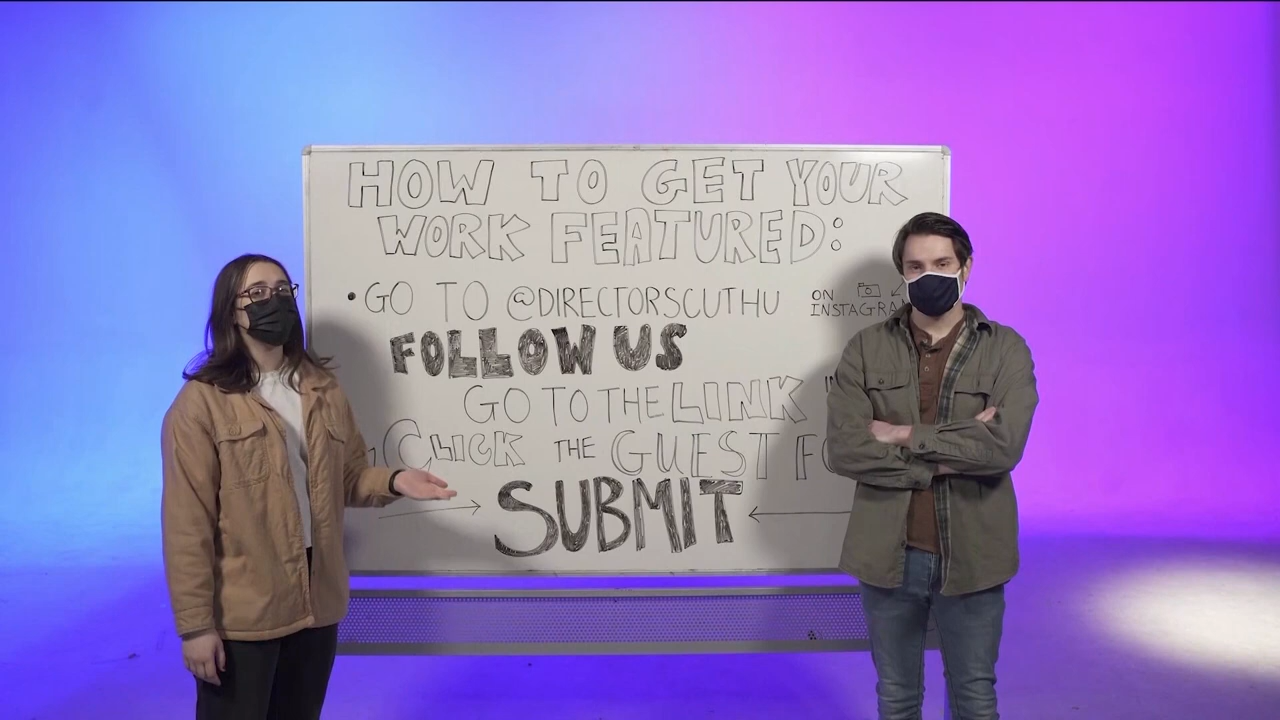 HOW TO GET YOUR
WORK FEATURED:
• GO TO @DIRECTORSCUTHU ON
INSTAGRA
FOLLOW US
GO TO THE LINK
CLICK THE GUEST
SUBMIT